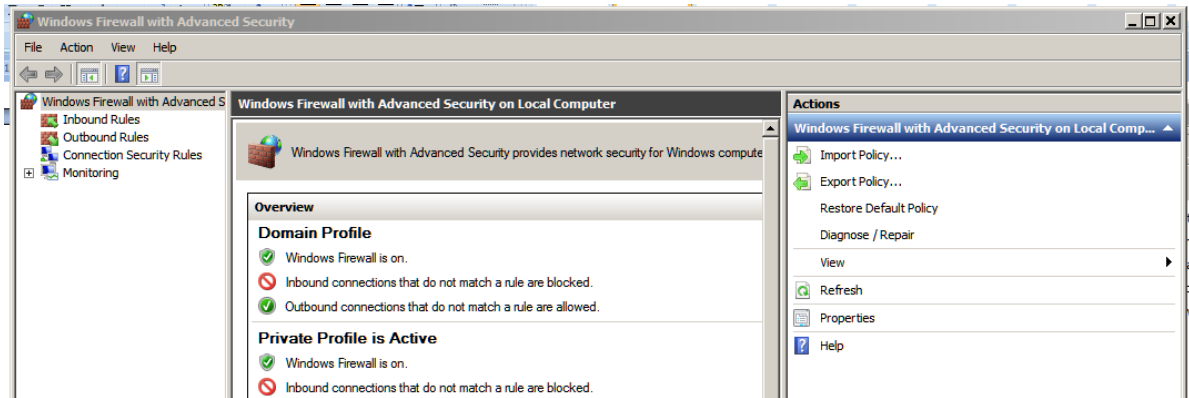 Windows Firewall with Advanced Security
File Action View Help
Windows Firewall with Advanced S
Inbound Rules
Outbound Rules
Connection Security Rules
Monitoring
Windows Firewall with Advanced Security on Local Computer
Windows Firewall with Advanced Security provides network security for Windows compute
Overview
Domain Profile
Windows Firewall is on.
Inbound connections that do not match a rule are blocked.
Outbound connections that do not match a rule are allowed.
Private Profile is Active
Windows Firewall is on.
Inbound connections that do not match a rule are blocked.
Actions
Windows Firewall with Advanced Security on Local Comp...
Import Policy...
Export Policy...
Restore Default Policy
Diagnose / Repair
View
Refresh
Properties
Help